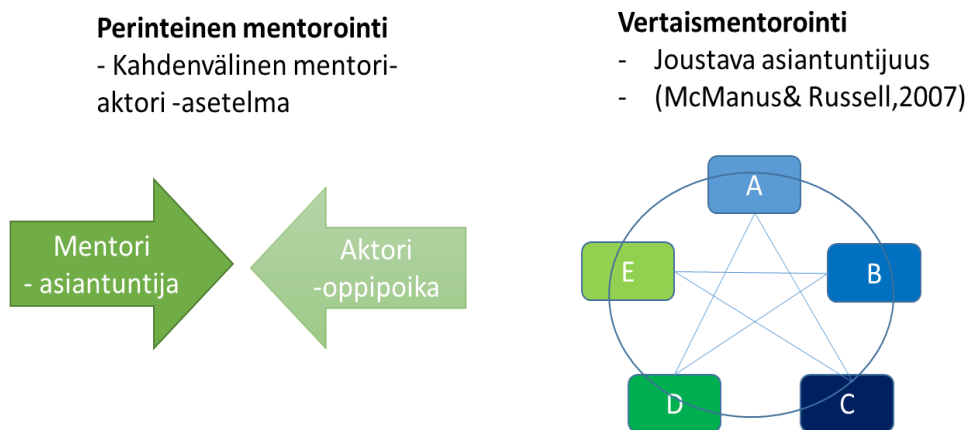 Perinteinen mentorointi
- Kahdenvälinen mentori-
aktori -asetelma
Mentori
- asiantuntija
Aktori
-oppipoika
Vertaismentorointi
- Joustava asiantuntijuus
- (McManus& Russell,2007)
A
E
B
D
C